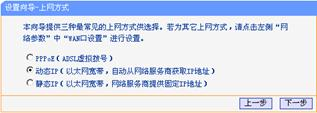 设置向导-上网方式
本向导提供三种最常见的上网方式供选择。若为其它上网方式，请点击左侧“网
络参数”中“WAN口设置”进行设置。
PPPoE（ADSL虚拟拨号）
动态IP（以太网宽带，自动从网络服务商获取IP地址）
静态IP（以太网宽带，网络服务商提供固定IP地址）
上一步 下一步